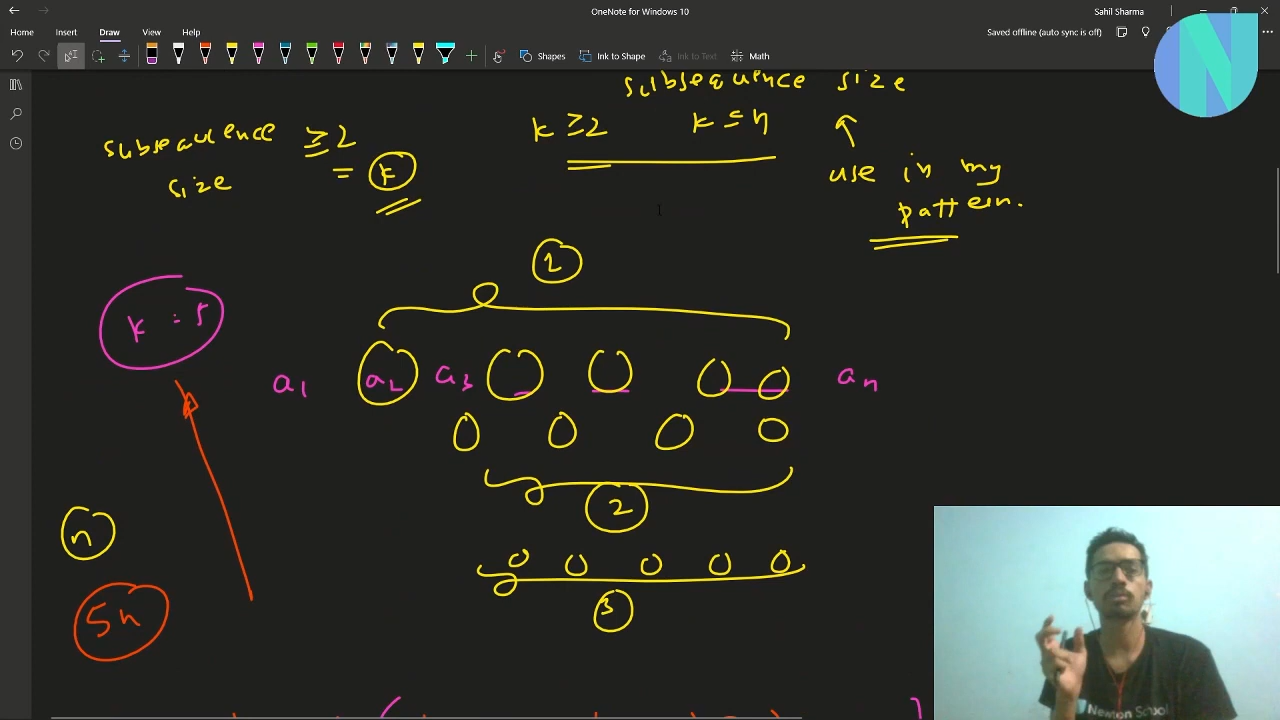 OneNote for Windows 10
Sahil Sharma
Home Insert Draw View Help
Saved offline (auto sync is off)
Shapes Ink to Shape Ink to Text Math
subsequence size
k ≥2 k ≤ n
subsequence ≥2
size = k
use in my
pattern.
k = 5
a1 a2 a3 an
2
n
5n
3
Newton School